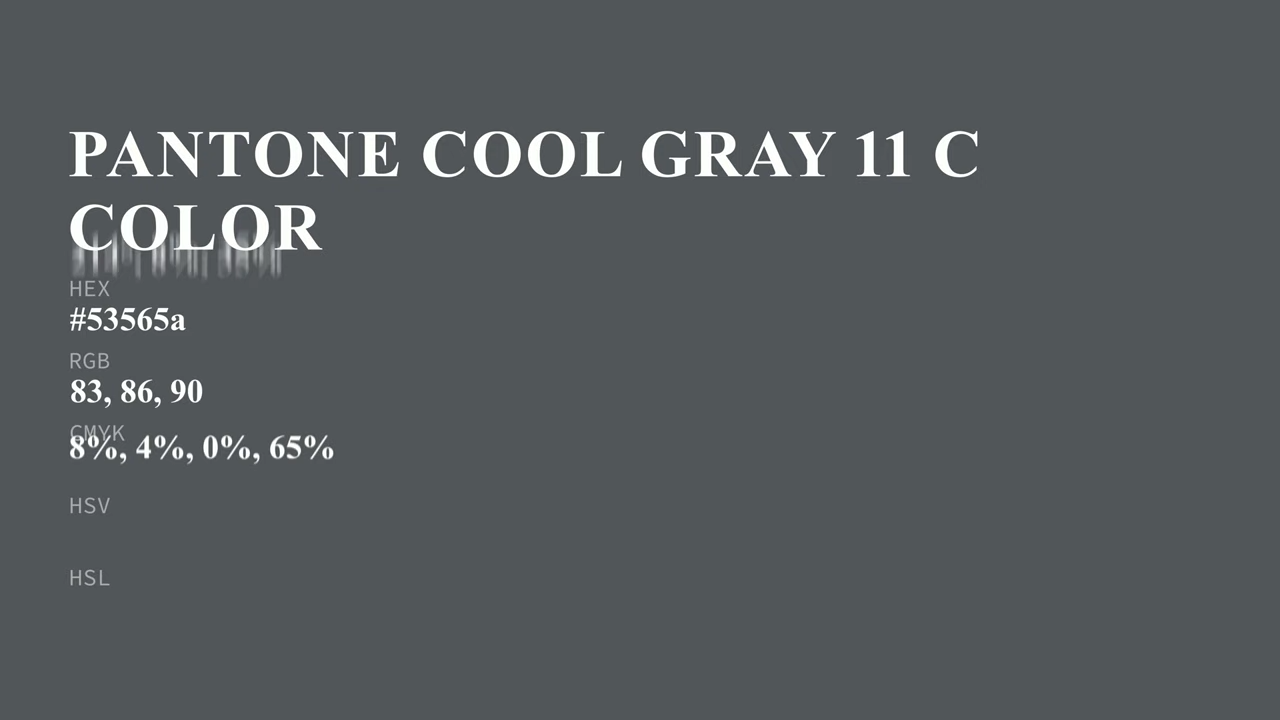 PANTONE COOL GRAY 11 C
COLOR
HEX
#53565a
RGB
83, 86, 90
CMYK
8%, 4%, 0%, 65%
HSV
HSL